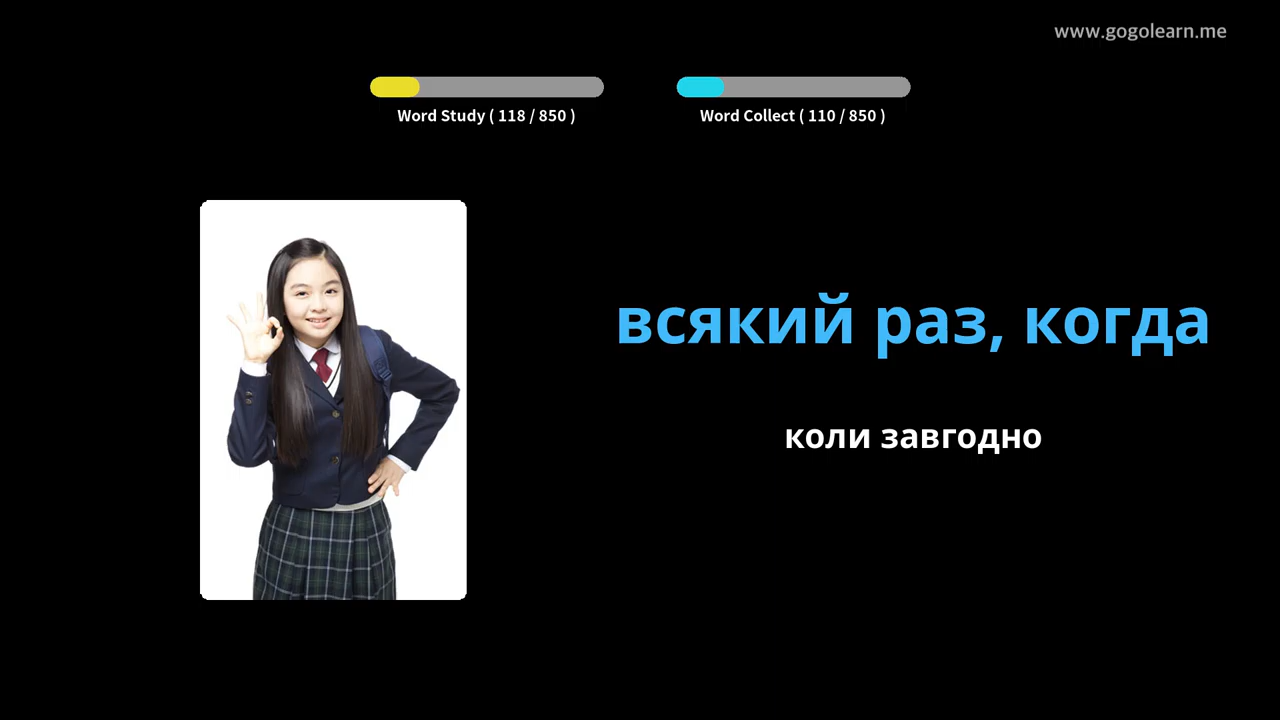 www.gogolearn.me
Word Study ( 118 / 850 )
Word Collect ( 110 / 850 )
всякий раз, когда
коли завгодно